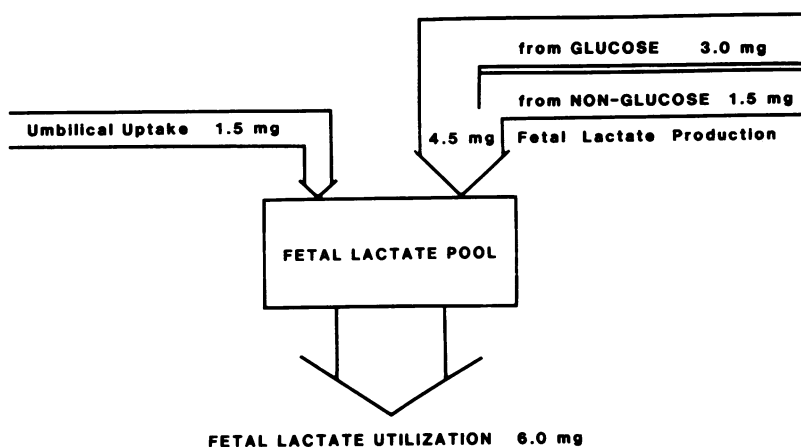 from GLUCOSE 3.0 mg
from NON-GLUCOSE 1.5 mg
Umbilical Uptake 1.5 mg
4.5 mg Fetal Lactate Production
FETAL LACTATE POOL
FETAL LACTATE UTILIZATION 6.0 mg